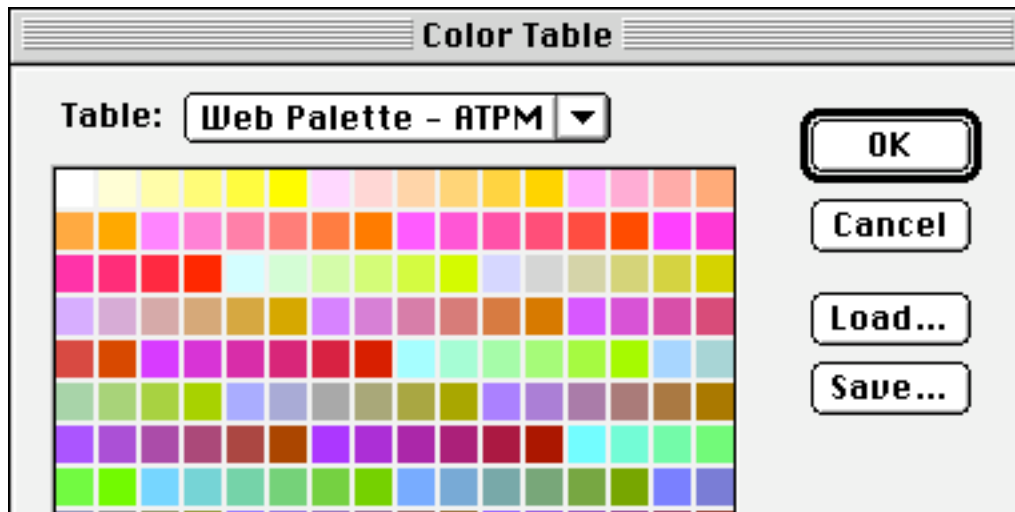 Color Table
Table: Web Palette - ATPM
OK
Cancel
Load...
Save...